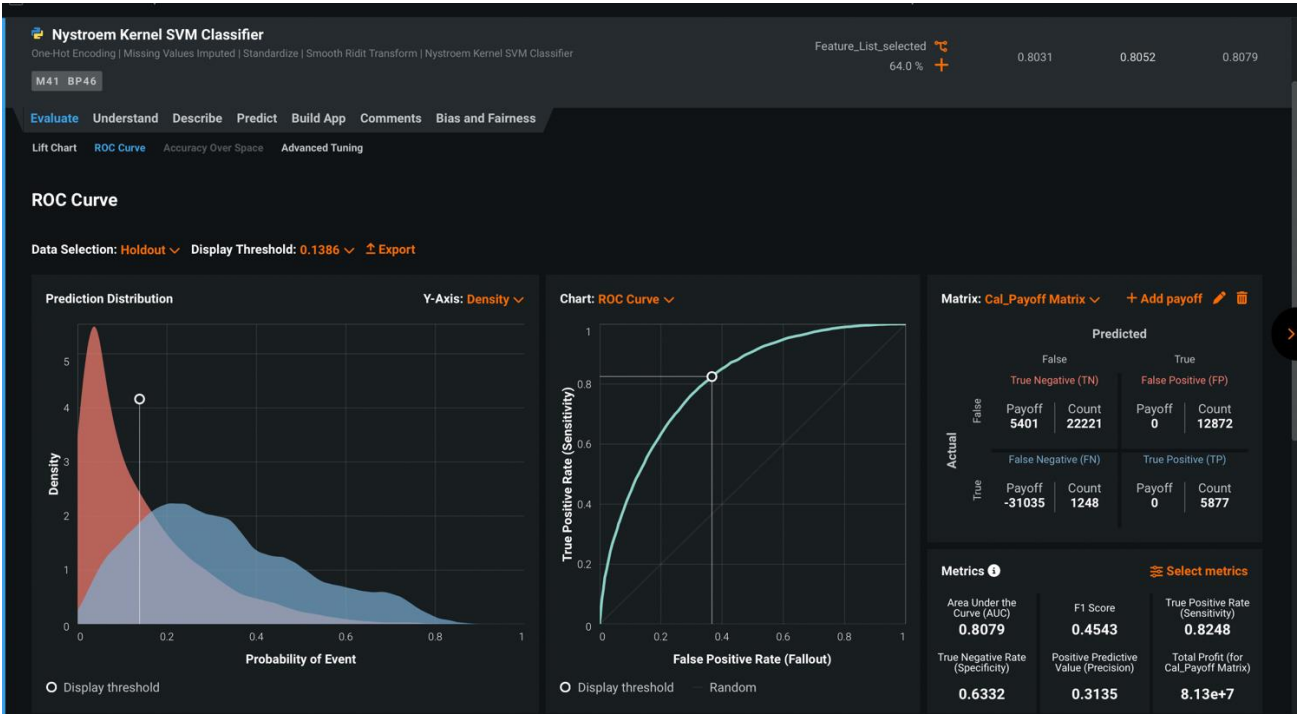 Nystroem Kernel SVM Classifier
One-Hot Encoding | Missing Values Imputed | Standardize | Smooth Ridit Transform | Nystroem Kernel SVM Classifier
M41 BP46
Feature_List_selected
64.0 %
0.8031
0.8052
0.8079
Evaluate Understand Describe Predict Build App Comments Bias and Fairness
Lift Chart ROC Curve Accuracy Over Space Advanced Tuning
ROC Curve
Data Selection: Holdout Display Threshold: 0.1386 Export
Prediction Distribution
Y-Axis: Density
5
4
3
2
1
0
Density
0 0.2 0.4 0.6 0.8 1
Probability of Event
Display threshold
Chart: ROC Curve
1
0.8
0.6
0.4
0.2
0
True Positive Rate (Sensitivity)
0 0.2 0.4 0.6 0.8 1
False Positive Rate (Fallout)
Display threshold Random
Matrix: Cal_Payoff Matrix + Add payoff
Predicted
False True
Actual
False
True Negative (TN)
Payoff Count
5401 22221
False Positive (FP)
Payoff Count
0 12872
True
False Negative (FN)
Payoff Count
-31035 1248
True Positive (TP)
Payoff Count
0 5877
Metrics
Select metrics
Area Under the
Curve (AUC)
0.8079
F1 Score
0.4543
True Positive Rate
(Sensitivity)
0.8248
True Negative Rate
(Specificity)
0.6332
Positive Predictive
Value (Precision)
0.3135
Total Profit (for
Cal_Payoff Matrix)
8.13e+7